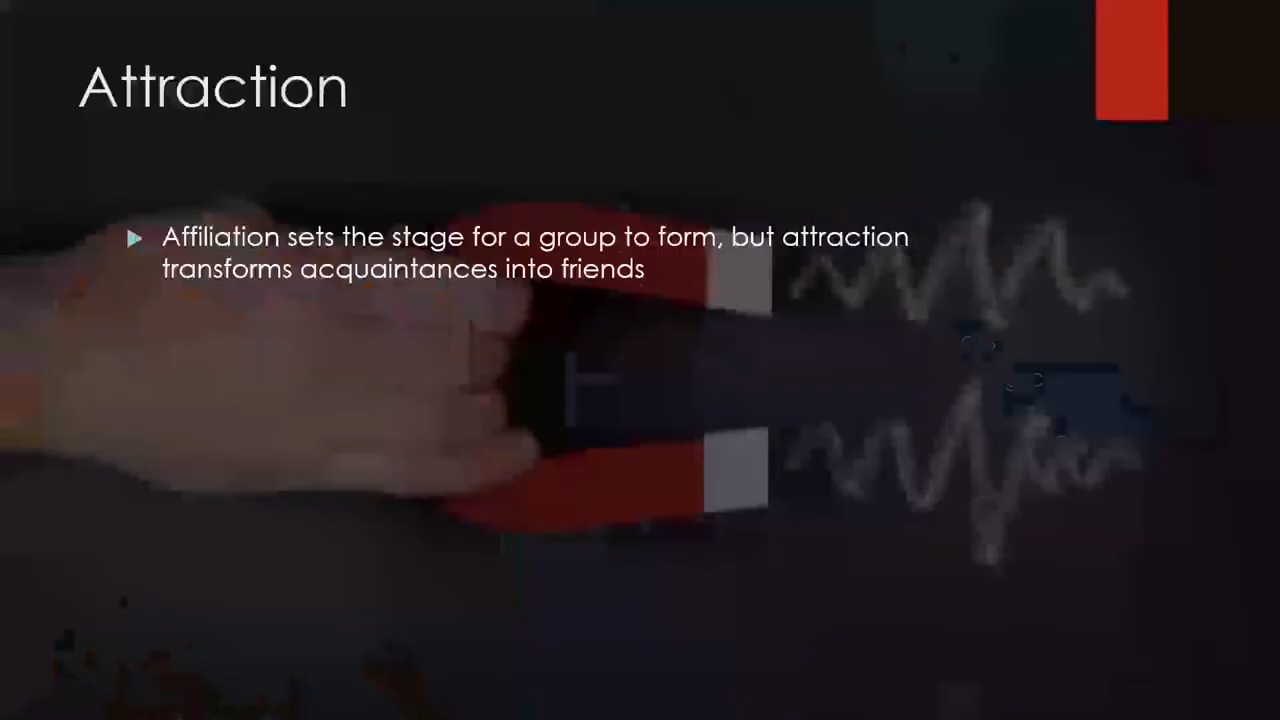 Attraction
Affiliation sets the stage for a group to form, but attraction
transforms acquaintances into friends